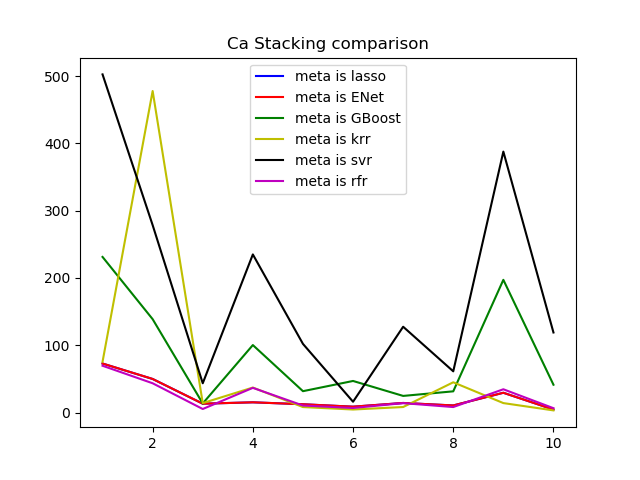 Ca Stacking comparison
500
400
300
200
100
0
meta is lasso
meta is ENet
meta is GBoost
meta is krr
meta is svr
meta is rfr
2 4 6 8 10